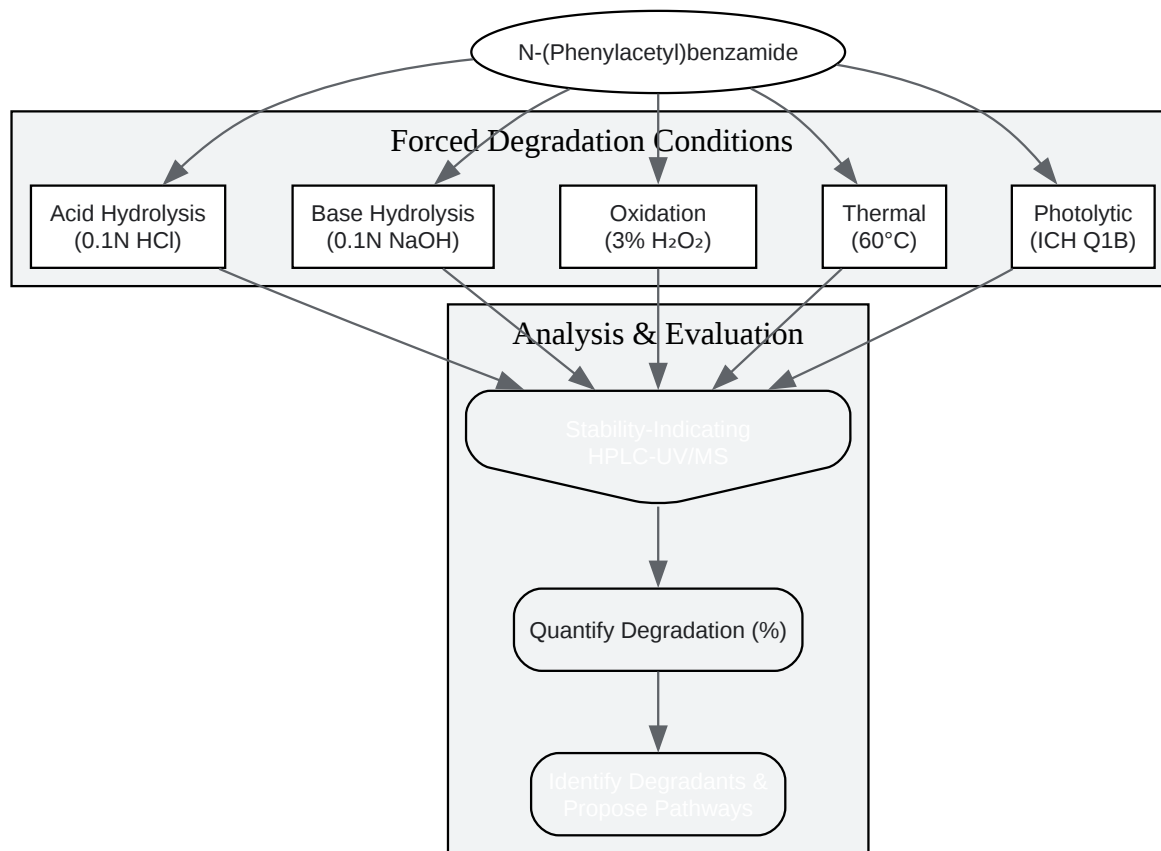 N-(Phenylacetyl)benzamide
Forced Degradation Conditions
Acid Hydrolysis
(0.1N HCl)
Base Hydrolysis
(0.1N NaOH)
Oxidation
(3% H₂O₂)
Thermal
(60°C)
Photolytic
(ICH Q1B)
Analysis & Evaluation
Stability-Indicating
HPLC-UV/MS
Quantify Degradation (%)
Identify Degradants &
Propose Pathways